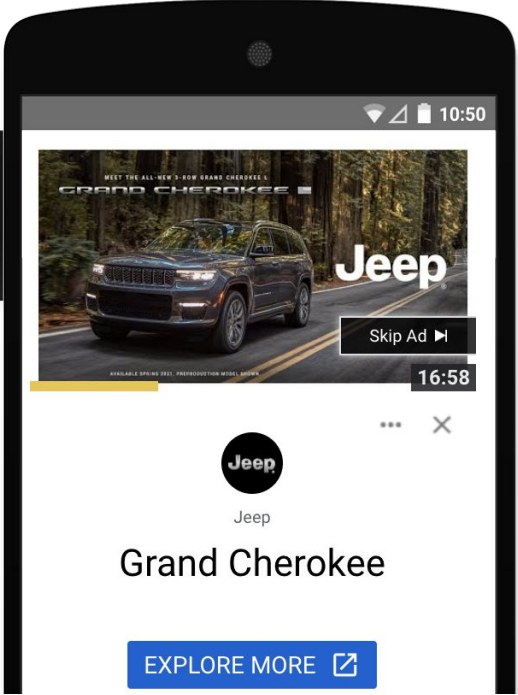 10:50
MEET THE ALL-NEW 3-ROW GRAND CHEROKEE L
GRAND CHEROKEE L
Jeep
Skip Ad
AVAILABLE SPRING 2021. PREPRODUCTION MODEL SHOWN.
16:58
Jeep
Jeep
Grand Cherokee
EXPLORE MORE